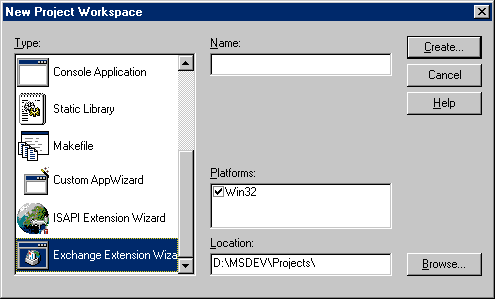 New Project Workspace
Type:
Console Application
Static Library
Makefile
Custom AppWizard
ISAPI Extension Wizard
Exchange Extension Wiza
Name:
Platforms:
Win32
Location:
D:\MSDEV\Projects\
Create...
Cancel
Help
Browse...